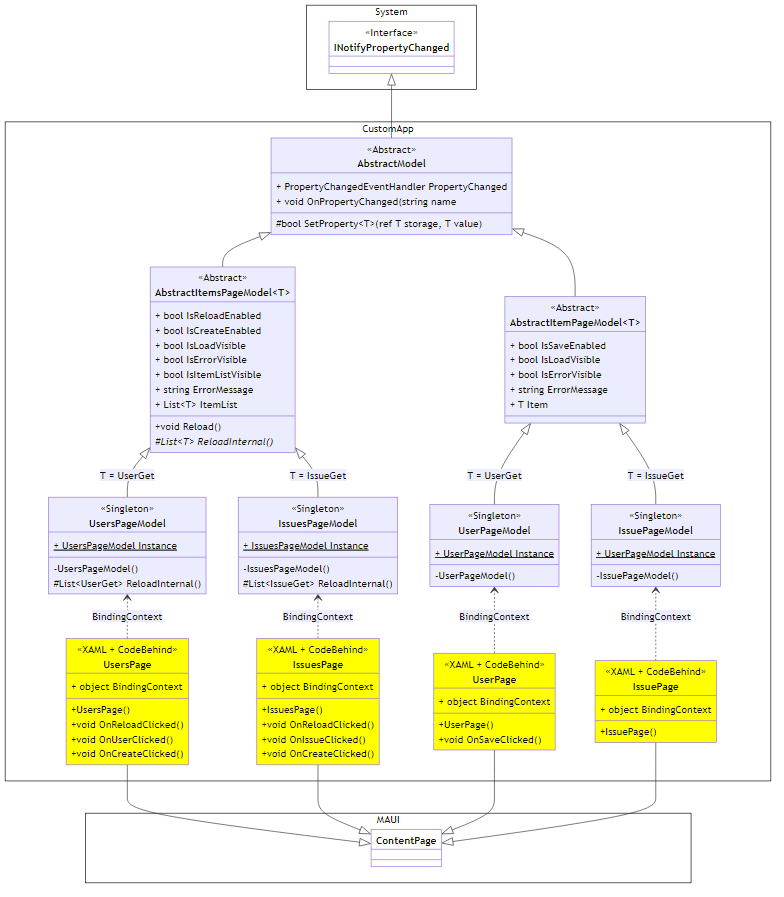 System
«Interface»
INotifyPropertyChanged
CustomApp
«Abstract»
AbstractModel
+ PropertyChangedEventHandler PropertyChanged
+ void OnPropertyChanged(string name
#bool SetProperty<T>(ref T storage, T value)
«Abstract»
AbstractItemsPageModel<T>
+ bool IsReloadEnabled
+ bool IsCreateEnabled
+ bool IsLoadVisible
+ bool IsErrorVisible
+ bool IsItemListVisible
+ string ErrorMessage
+ List<T> ItemList
+void Reload()
#List<T> ReloadInternal()
«Abstract»
AbstractItemPageModel<T>
+ bool IsSaveEnabled
+ bool IsLoadVisible
+ bool IsErrorVisible
+ string ErrorMessage
+ T Item
T = UserGet
T = IssueGet
T = UserGet
T = IssueGet
«Singleton»
UsersPageModel
+ UsersPageModel Instance
-UsersPageModel()
#List<UserGet> ReloadInternal()
«Singleton»
IssuesPageModel
+ IssuesPageModel Instance
-IssuesPageModel()
#List<IssueGet> ReloadInternal()
«Singleton»
UserPageModel
+ UserPageModel Instance
-UserPageModel()
«Singleton»
IssuePageModel
+ UserPageModel Instance
-IssuePageModel()
BindingContext
BindingContext
BindingContext
BindingContext
«XAML + CodeBehind»
UsersPage
+ object BindingContext
+UsersPage()
+void OnReloadClicked()
+void OnUserClicked()
+void OnCreateClicked()
«XAML + CodeBehind»
IssuesPage
+ object BindingContext
+IssuesPage()
+void OnReloadClicked()
+void OnIssueClicked()
+void OnCreateClicked()
«XAML + CodeBehind»
UserPage
+ object BindingContext
+UserPage()
+void OnSaveClicked()
«XAML + CodeBehind»
IssuePage
+ object BindingContext
+IssuePage()
MAUI
ContentPage